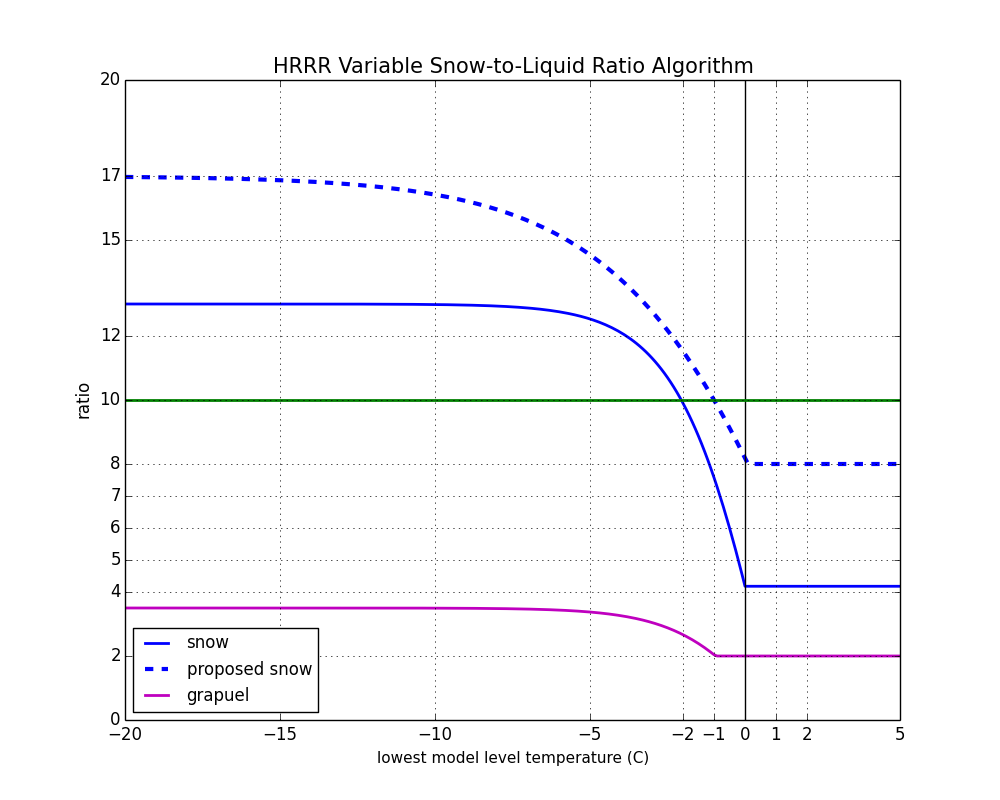 HRRR Variable Snow-to-Liquid Ratio Algorithm
20
17
15
12
10
8
7
6
5
4
2
0
ratio
snow
proposed snow
grapuel
−20 −15 −10 −5 −2 −1 0 1 2 5
lowest model level temperature (C)